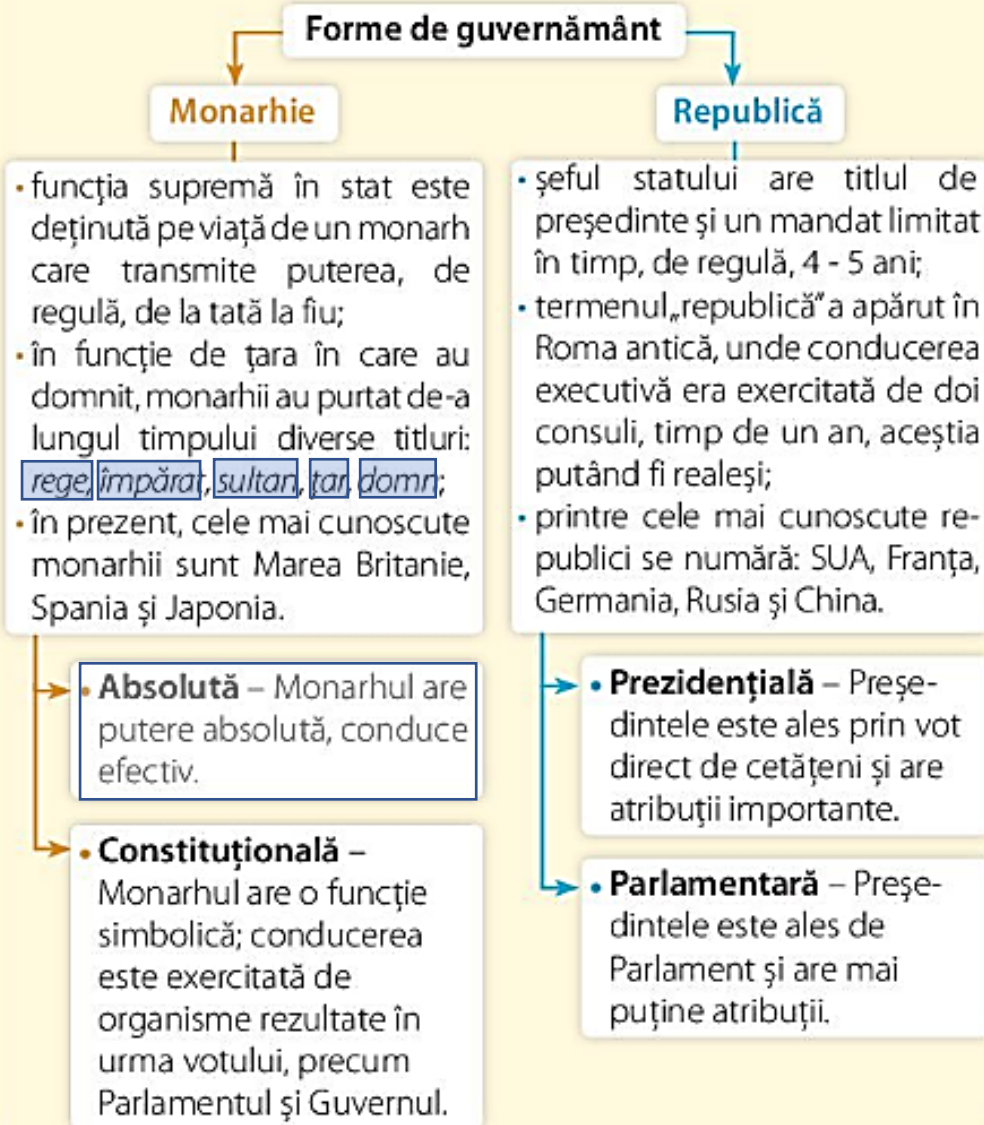 Forme de guvernământ
Monarhie
• funcția supremă în stat este
deținută pe viață de un monarh
care transmite puterea, de
regulă, de la tată la fiu;
• în funcție de țara în care au
domnit, monarhii au purtat de-a
lungul timpului diverse titluri:
rege, împărat, sultan, țar, domn;
• în prezent, cele mai cunoscute
monarhii sunt Marea Britanie,
Spania și Japonia.
• Absolută – Monarhul are
putere absolută, conduce
efectiv.
• Constituțională –
Monarhul are o funcție
simbolică; conducerea
este exercitată de
organisme rezultate în
urma votului, precum
Parlamentul și Guvernul.
Republică
• șeful statului are titlul de
președinte și un mandat limitat
în timp, de regulă, 4 - 5 ani;
• termenul „republică” a apărut în
Roma antică, unde conducerea
executivă era exercitată de doi
consuli, timp de un an, aceștia
putând fi realeși;
• printre cele mai cunoscute re-
publici se numără: SUA, Franța,
Germania, Rusia și China.
• Prezidențială – Preșe-
dintele este ales prin vot
direct de cetățeni și are
atribuții importante.
• Parlamentară – Preșe-
dintele este ales de
Parlament și are mai
puține atribuții.